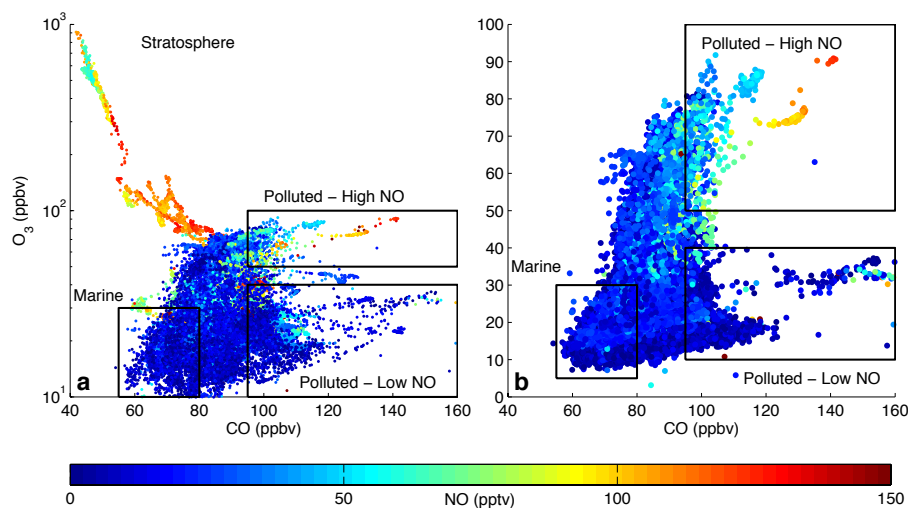 10³
10²
10¹
O₃ (ppbv)
Stratosphere
Polluted – High NO
Marine
Polluted – Low NO
a
40 60 80 100 120 140 160
CO (ppbv)
100
90
80
70
60
50
40
30
20
10
0
Polluted – High NO
Marine
Polluted – Low NO
b
40 60 80 100 120 140 160
CO (ppbv)
0 50 NO (pptv) 100 150